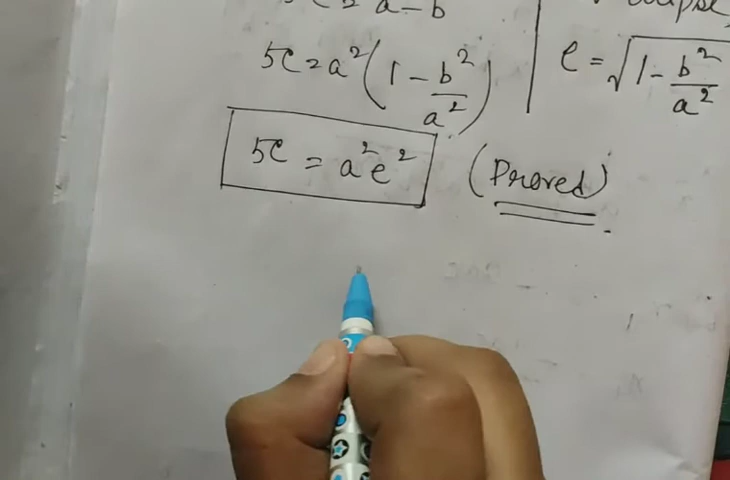 5c = a² - b²
5c = a² (1 - b²/a²)
5c = a²e² (Proved)
e = √(1 - b²/a²)